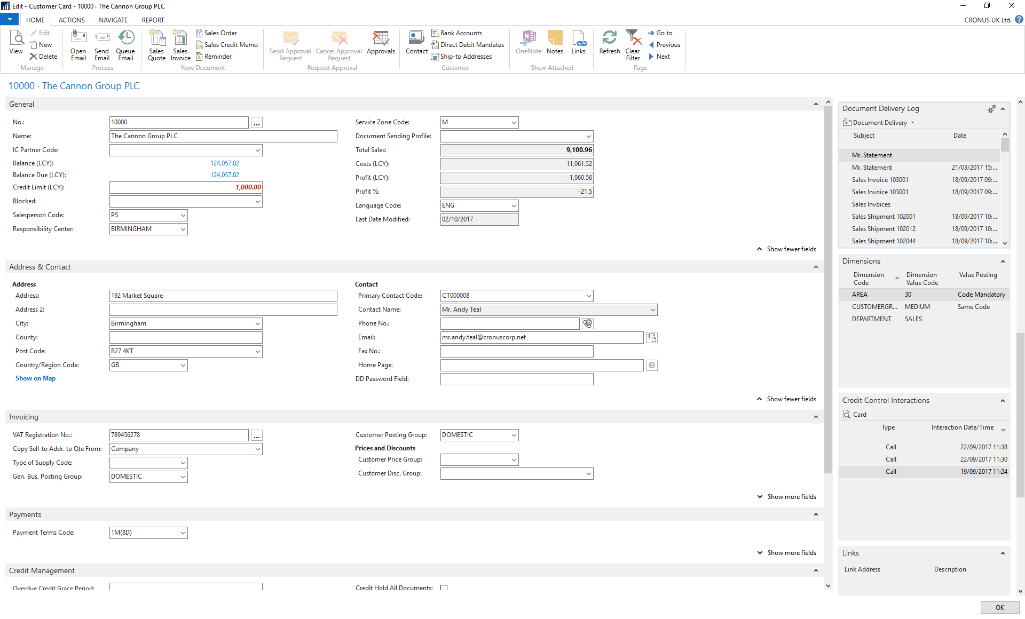 Edit - Customer Card - 10000 · The Cannon Group PLC
HOME ACTIONS NAVIGATE REPORT CRONUS UK Ltd.
View Edit New Delete
Manage
Open Email Send Email Queue Email
Process
Sales Quote Sales Invoice Sales Order Sales Credit Memo Reminder
New Document
Send Approval Request Cancel Approval Request Approvals
Request Approval
Contact Bank Accounts Direct Debit Mandates Ship-to Addresses
Customer
OneNote Notes Links
Show Attached
Refresh Clear Filter Go to Previous Next
Page
10000 · The Cannon Group PLC
General
No.: 10000 ...
Name: The Cannon Group PLC
IC Partner Code:
Balance (LCY): 124,057.02
Balance Due (LCY): 124,057.02
Credit Limit (LCY): 1,000.00
Blocked:
Salesperson Code: PS
Responsibility Center: BIRMINGHAM
Service Zone Code: M
Document Sending Profile:
Total Sales: 9,100.96
Costs (LCY): 11,061.52
Profit (LCY): -1,960.56
Profit %: -21.5
Language Code: ENG
Last Date Modified: 02/10/2017
Show fewer fields
Address & Contact
Address
Address: 192 Market Square
Address 2:
City: Birmingham
County:
Post Code: B27 4KT
Country/Region Code: GB
Show on Map
Contact
Primary Contact Code: CT000008
Contact Name: Mr. Andy Teal
Phone No.:
Email: mr.andy.teal@cronuscorp.net
Fax No.:
Home Page:
DD Password Field:
Show fewer fields
Invoicing
VAT Registration No.: 789456278 ...
Copy Sell-to Addr. to Qte From: Company
Type of Supply Code:
Gen. Bus. Posting Group: DOMESTIC
Customer Posting Group: DOMESTIC
Prices and Discounts
Customer Price Group:
Customer Disc. Group:
Show more fields
Payments
Payment Terms Code: 1M(8D)
Show more fields
Credit Management
Overdue Credit Grace Period:
Credit Hold All Documents:
Document Delivery Log
Document Delivery
Subject Date
Mr. Statement
Mr. Statement 21/03/2017 15:...
Sales Invoice 103001 18/09/2017 09:...
Sales Invoice 103001 18/09/2017 09:...
Sales Invoices
Sales Shipment 102001 18/09/2017 10:...
Sales Shipment 102012 18/09/2017 10:...
Sales Shipment 102044 18/09/2017 10:...
Dimensions
Dimension Code Dimension Value Code Value Posting
AREA 30 Code Mandatory
CUSTOMERGR... MEDIUM Same Code
DEPARTMENT SALES
Credit Control Interactions
Card
Type Interaction Date/Time
Call 22/09/2017 11:38
Call 22/09/2017 11:30
Call 19/09/2017 11:24
Links
Link Address Description
OK